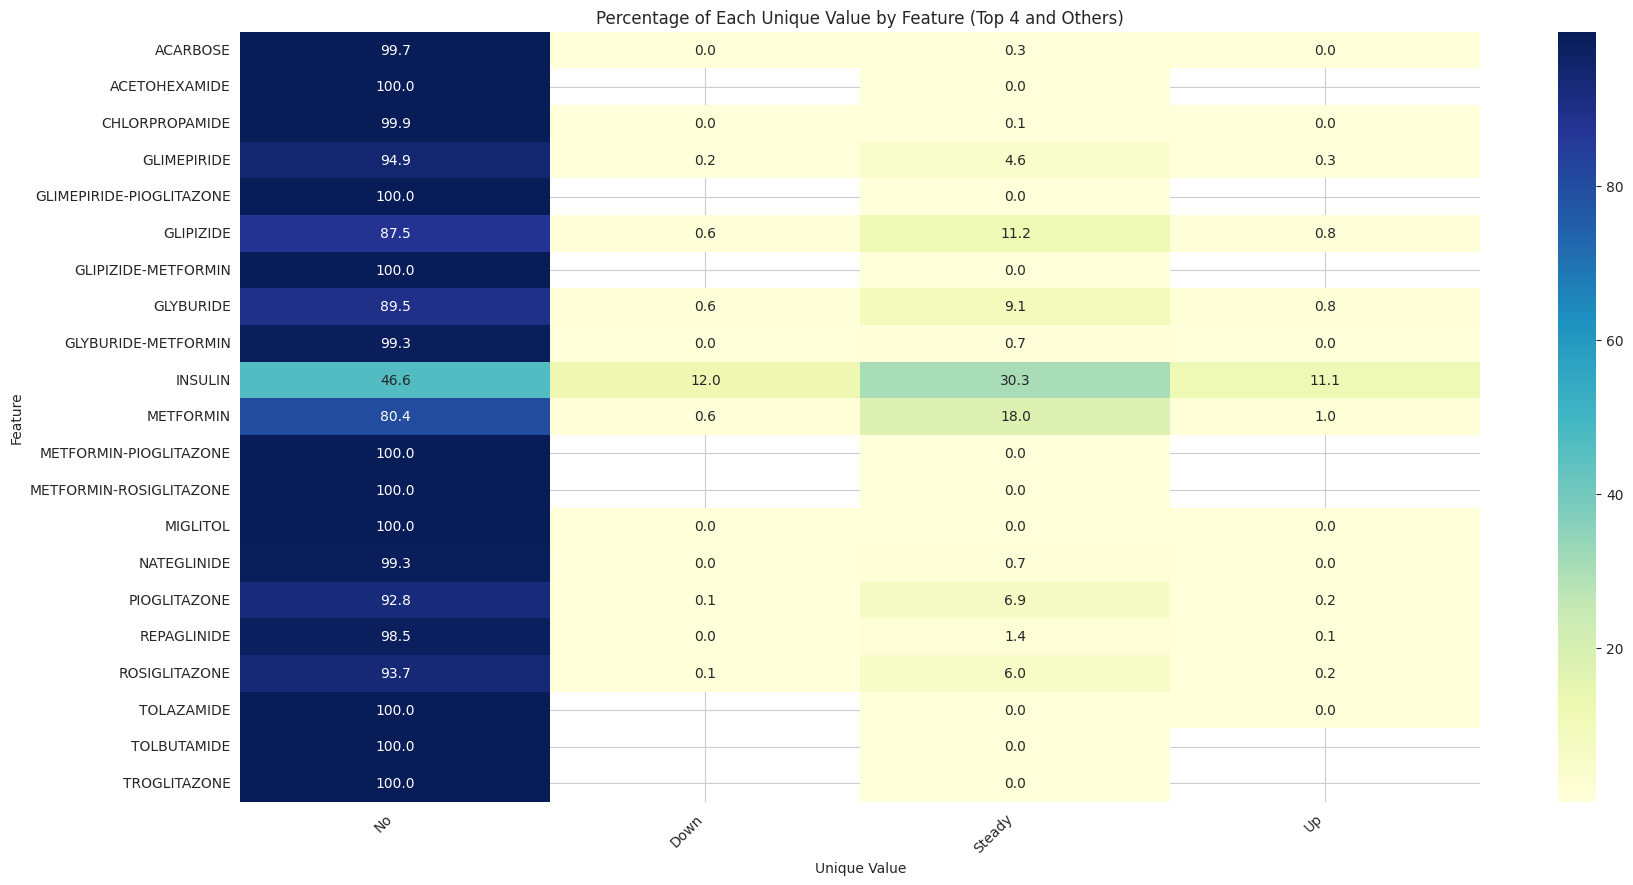 Percentage of Each Unique Value by Feature (Top 4 and Others)
ACARBOSE 99.7 0.0 0.3 0.0
ACETOHEXAMIDE 100.0 0.0
CHLORPROPAMIDE 99.9 0.0 0.1 0.0
GLIMEPIRIDE 94.9 0.2 4.6 0.3
GLIMEPIRIDE-PIOGLITAZONE 100.0 0.0
GLIPIZIDE 87.5 0.6 11.2 0.8
GLIPIZIDE-METFORMIN 100.0 0.0
GLYBURIDE 89.5 0.6 9.1 0.8
GLYBURIDE-METFORMIN 99.3 0.0 0.7 0.0
INSULIN 46.6 12.0 30.3 11.1
METFORMIN 80.4 0.6 18.0 1.0
METFORMIN-PIOGLITAZONE 100.0 0.0
METFORMIN-ROSIGLITAZONE 100.0 0.0
MIGLITOL 100.0 0.0 0.0 0.0
NATEGLINIDE 99.3 0.0 0.7 0.0
PIOGLITAZONE 92.8 0.1 6.9 0.2
REPAGLINIDE 98.5 0.0 1.4 0.1
ROSIGLITAZONE 93.7 0.1 6.0 0.2
TOLAZAMIDE 100.0 0.0 0.0
TOLBUTAMIDE 100.0 0.0
TROGLITAZONE 100.0 0.0
Feature
No Down Steady Up
Unique Value
80
60
40
20